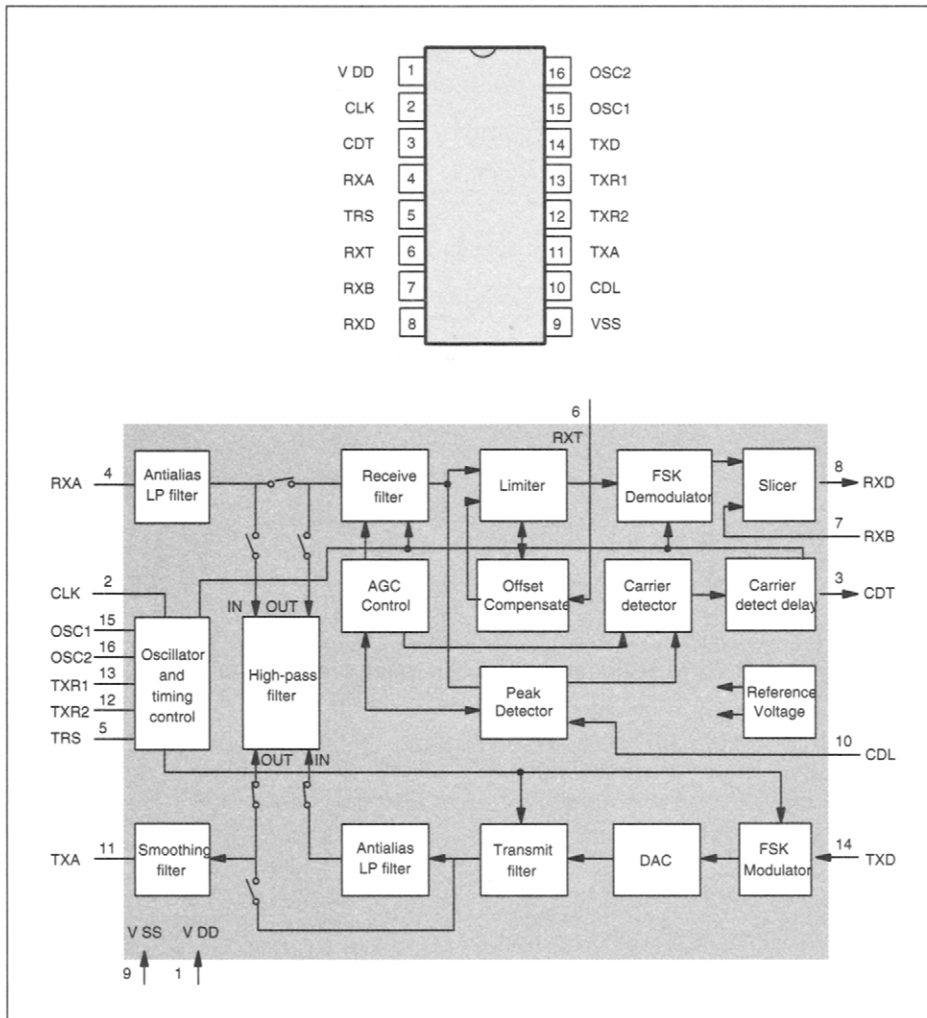 V DD 1 16 OSC2
CLK 2 15 OSC1
CDT 3 14 TXD
RXA 4 13 TXR1
TRS 5 12 TXR2
RXT 6 11 TXA
RXB 7 10 CDL
RXD 8 9 VSS
6
RXT
RXA 4
Antialias
LP filter
Receive
filter
Limiter
FSK
Demodulator
Slicer
8 RXD
7
RXB
2
CLK
15
OSC1
16
OSC2
13
TXR1
12
TXR2
5
TRS
Oscillator
and
timing
control
IN OUT
High-pass
filter
OUT IN
AGC
Control
Offset
Compensate
Carrier
detector
Carrier
detect delay
3
CDT
Peak
Detector
Reference
Voltage
10
CDL
TXA 11
Smoothing
filter
Antialias
LP filter
Transmit
filter
DAC
FSK
Modulator
14
TXD
V SS V DD
9 1